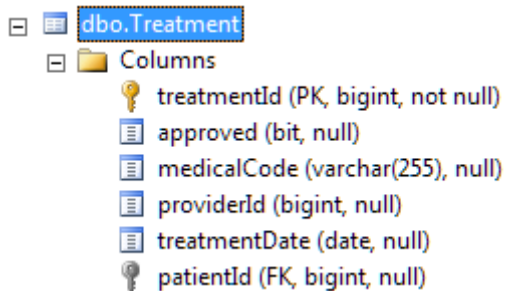 dbo.Treatment
Columns
treatmentId (PK, bigint, not null)
approved (bit, null)
medicalCode (varchar(255), null)
providerId (bigint, null)
treatmentDate (date, null)
patientId (FK, bigint, null)